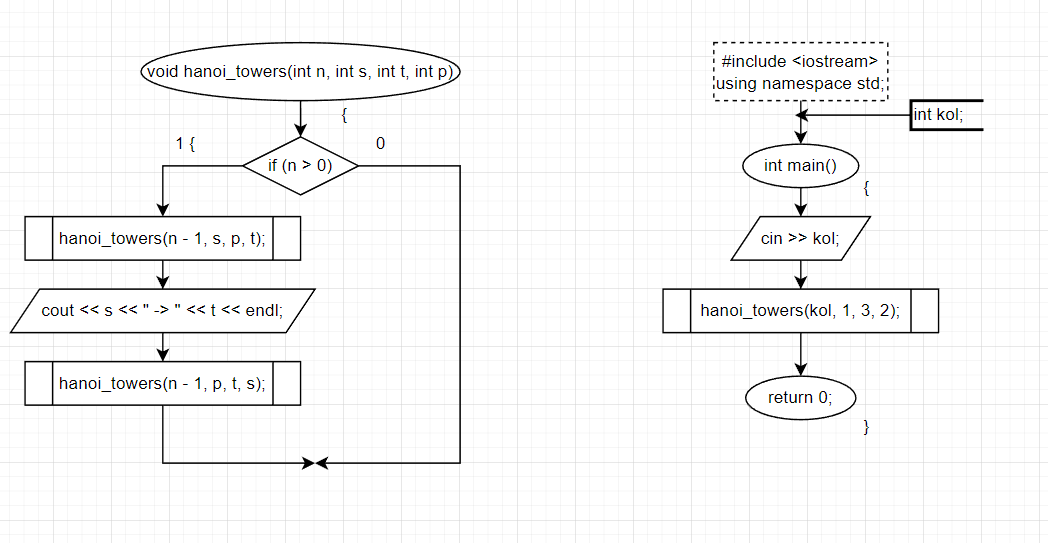 void hanoi_towers(int n, int s, int t, int p)
{
1 {
0
if (n > 0)
hanoi_towers(n - 1, s, p, t);
cout << s << " -> " << t << endl;
hanoi_towers(n - 1, p, t, s);
#include <iostream>
using namespace std;
int kol;
int main()
{
cin >> kol;
hanoi_towers(kol, 1, 3, 2);
return 0;
}